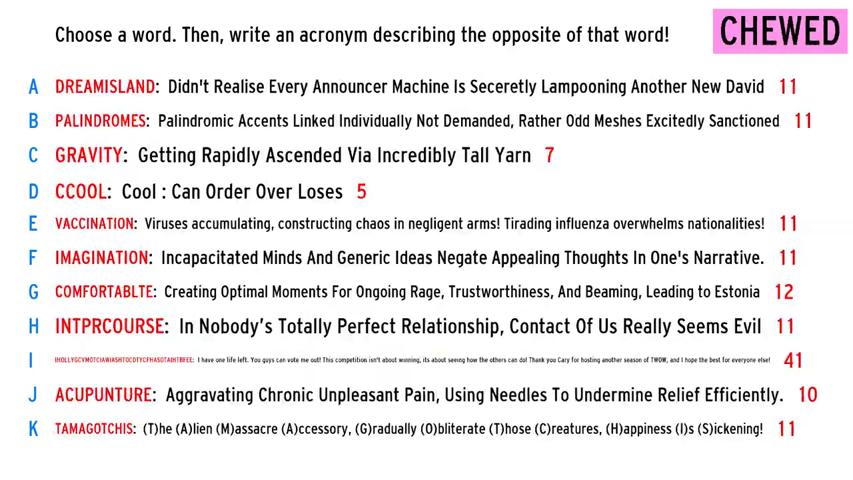 Choose a word. Then, write an acronym describing the opposite of that word!
CHEWED
A DREAMISLAND: Didn't Realise Every Announcer Machine Is Seceretly Lampooning Another New David 11
B PALINDROMES: Palindromic Accents Linked Individually Not Demanded, Rather Odd Meshes Excitedly Sanctioned 11
C GRAVITY: Getting Rapidly Ascended Via Incredibly Tall Yarn 7
D CCOOL: Cool : Can Order Over Loses 5
E VACCINATION: Viruses accumulating, constructing chaos in negligent arms! Tirading influenza overwhelms nationalities! 11
F IMAGINATION: Incapacitated Minds And Generic Ideas Negate Appealing Thoughts In One's Narrative. 11
G COMFORTABLTE: Creating Optimal Moments For Ongoing Rage, Trustworthiness, And Beaming, Leading to Estonia 12
H INTPRCOURSE: In Nobody's Totally Perfect Relationship, Contact Of Us Really Seems Evil 11
I I have one life left. You guys can vote me out! This competition isn't about winning, its about seeing how the others can do! Thank you Cary for hosting another season of TWOW, and I hope the best for everyone else! 41
J ACUPUNTURE: Aggravating Chronic Unpleasant Pain, Using Needles To Undermine Relief Efficiently. 10
K TAMAGOTCHIS: (T)he (A)lien (M)assacre (A)ccessory, (G)radually (O)bliterate (T)hose (C)reatures, (H)appiness (I)s (S)ickening! 11